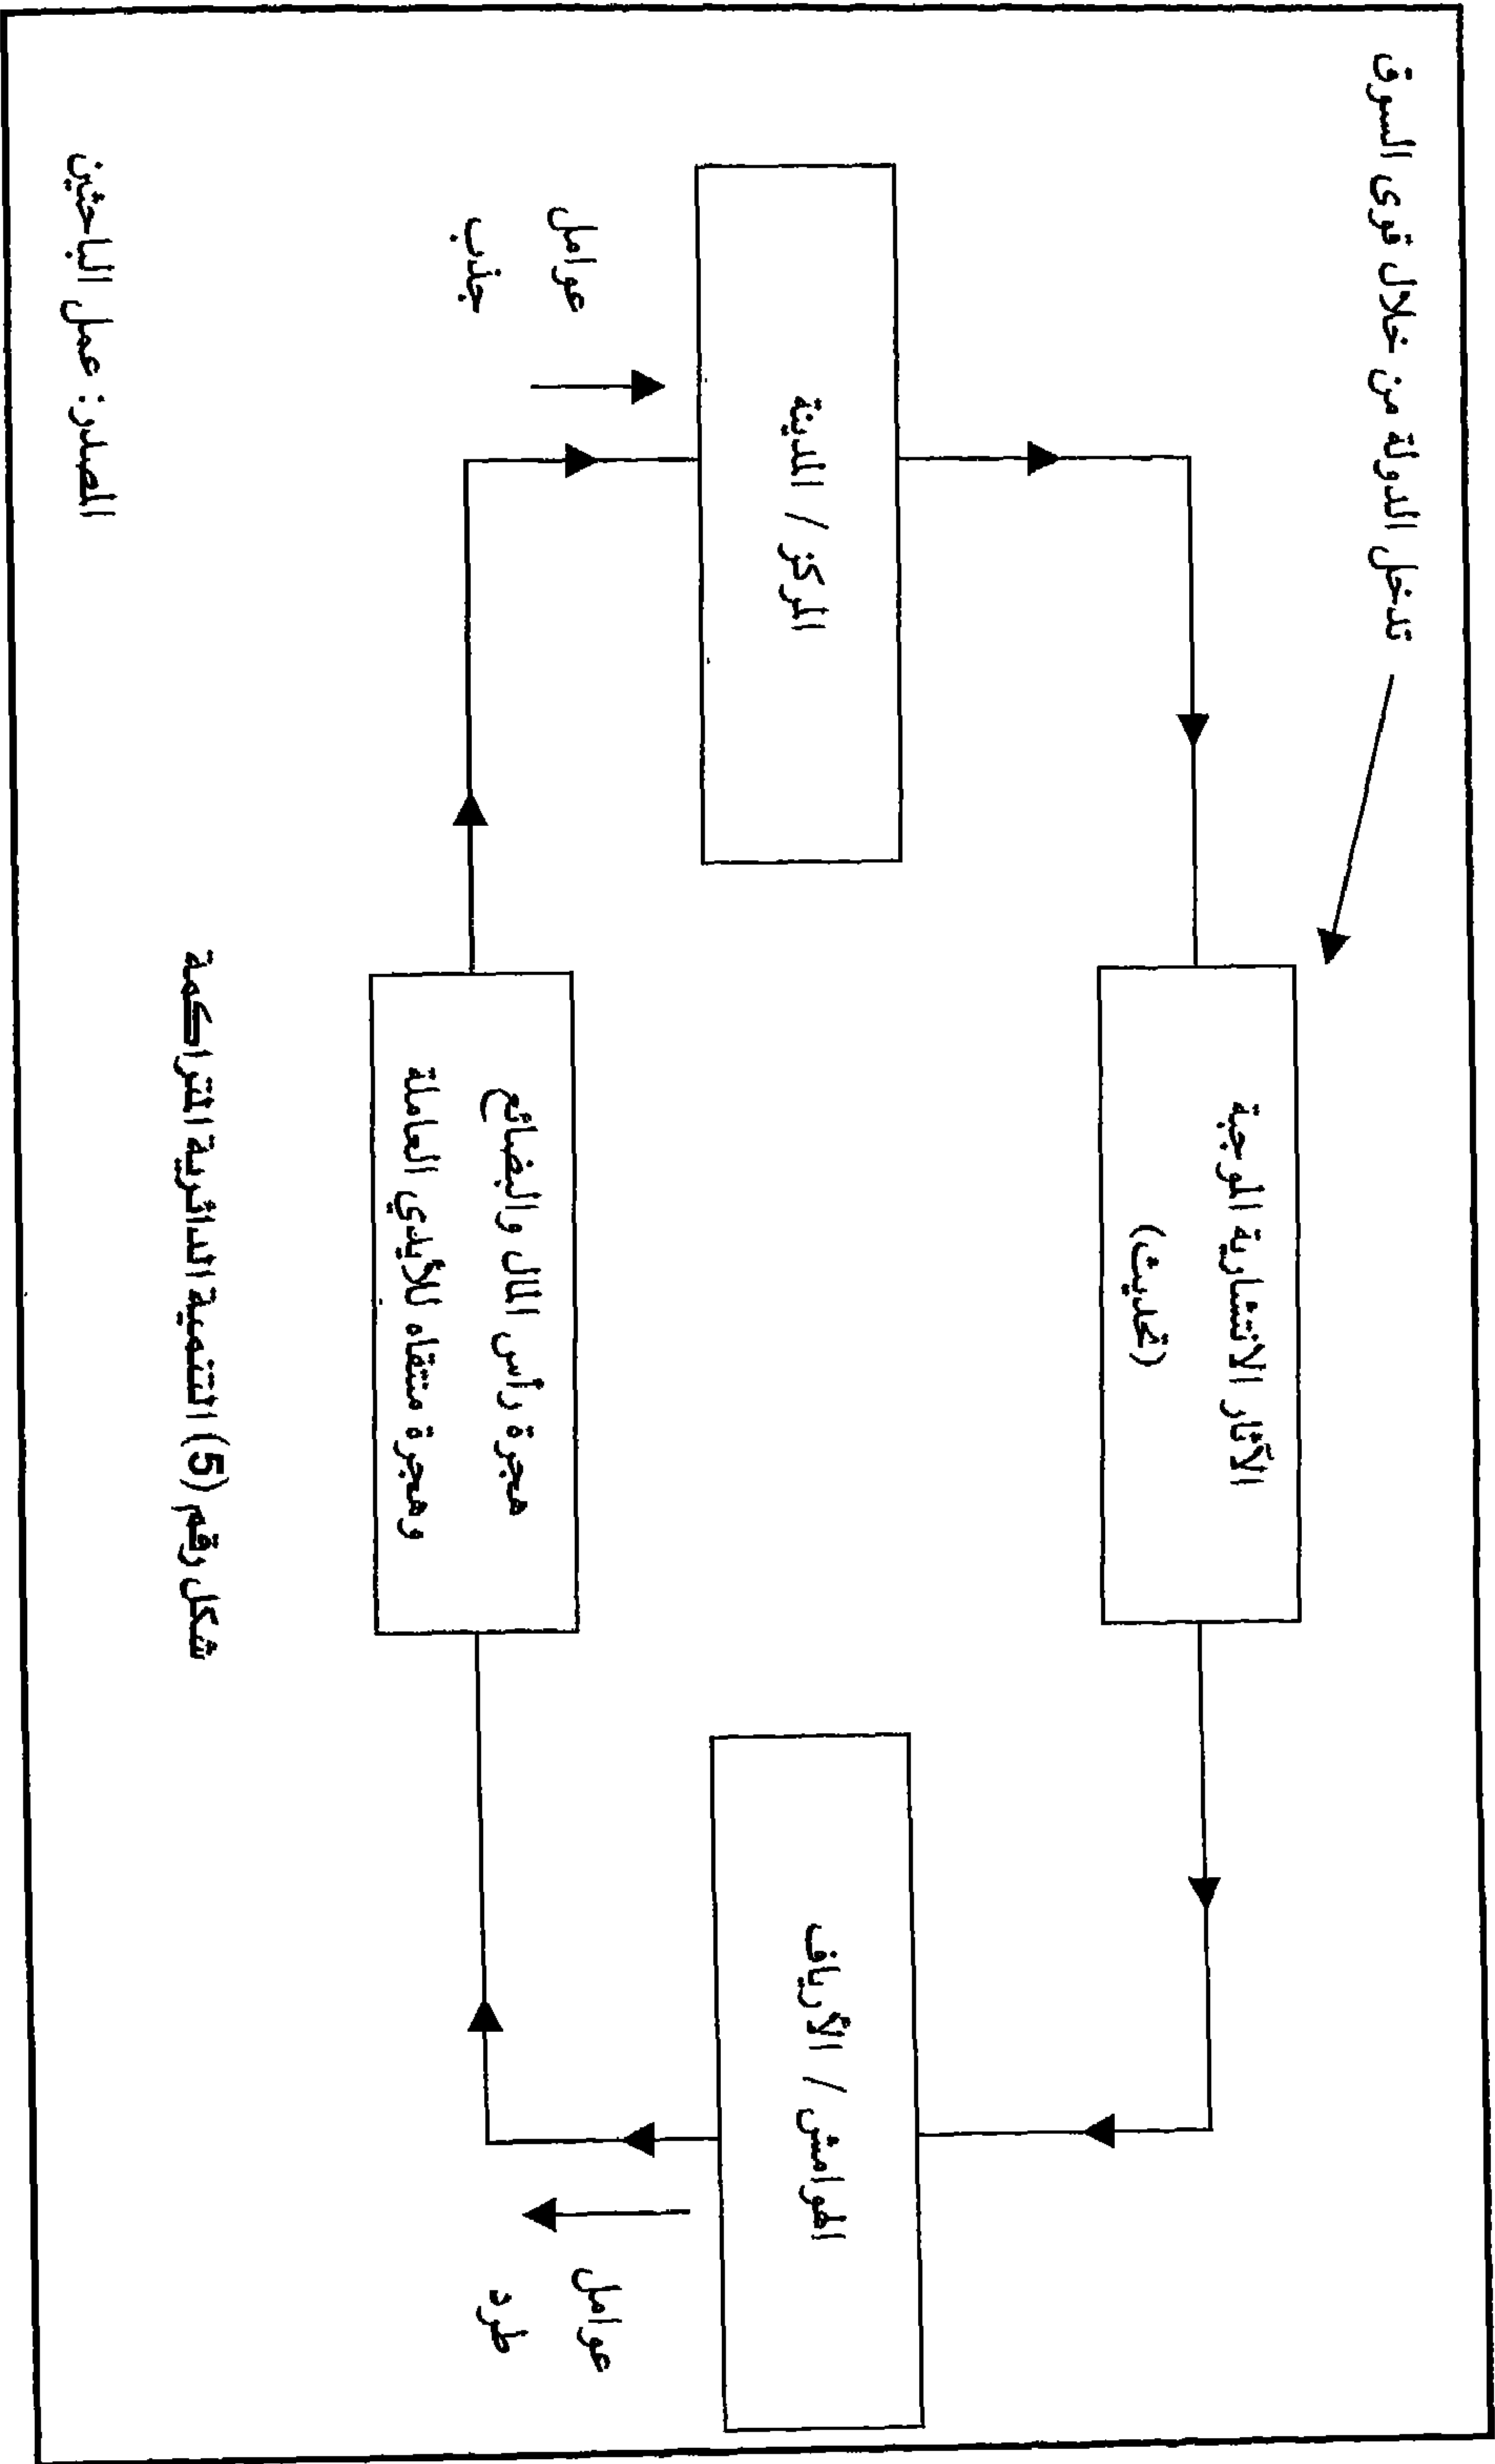 تدخل الدولة من خلال قوى السوق
الآثار الانتشارية الموجبة
(تحديث)
المركز / المدينة
الهوامش / الأرياف
عوامل
جذب
عوامل
طرد
هجرة رأس المال والبضائع
وهجرة منتقاه للأيدي العاملة
شكل رقم (5) التنمية الدائرية التراكمية
المصدر: عمل الباحثين